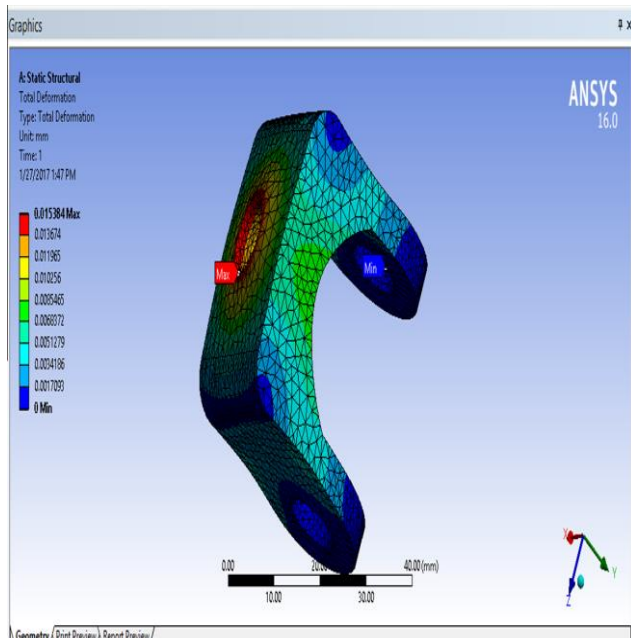 Graphics
A: Static Structural
Total Deformation
Type: Total Deformation
Unit: mm
Time: 1
1/27/2017 1:47 PM
ANSYS
16.0
0.015384 Max
0.013674
0.011965
0.010256
0.0085465
0.0068372
0.0051279
0.0034186
0.0017093
0 Min
Max
Min
0.00
20.00
40.00 (mm)
10.00
30.00
X
Y
Z
Geometry / Print Preview / Report Preview /